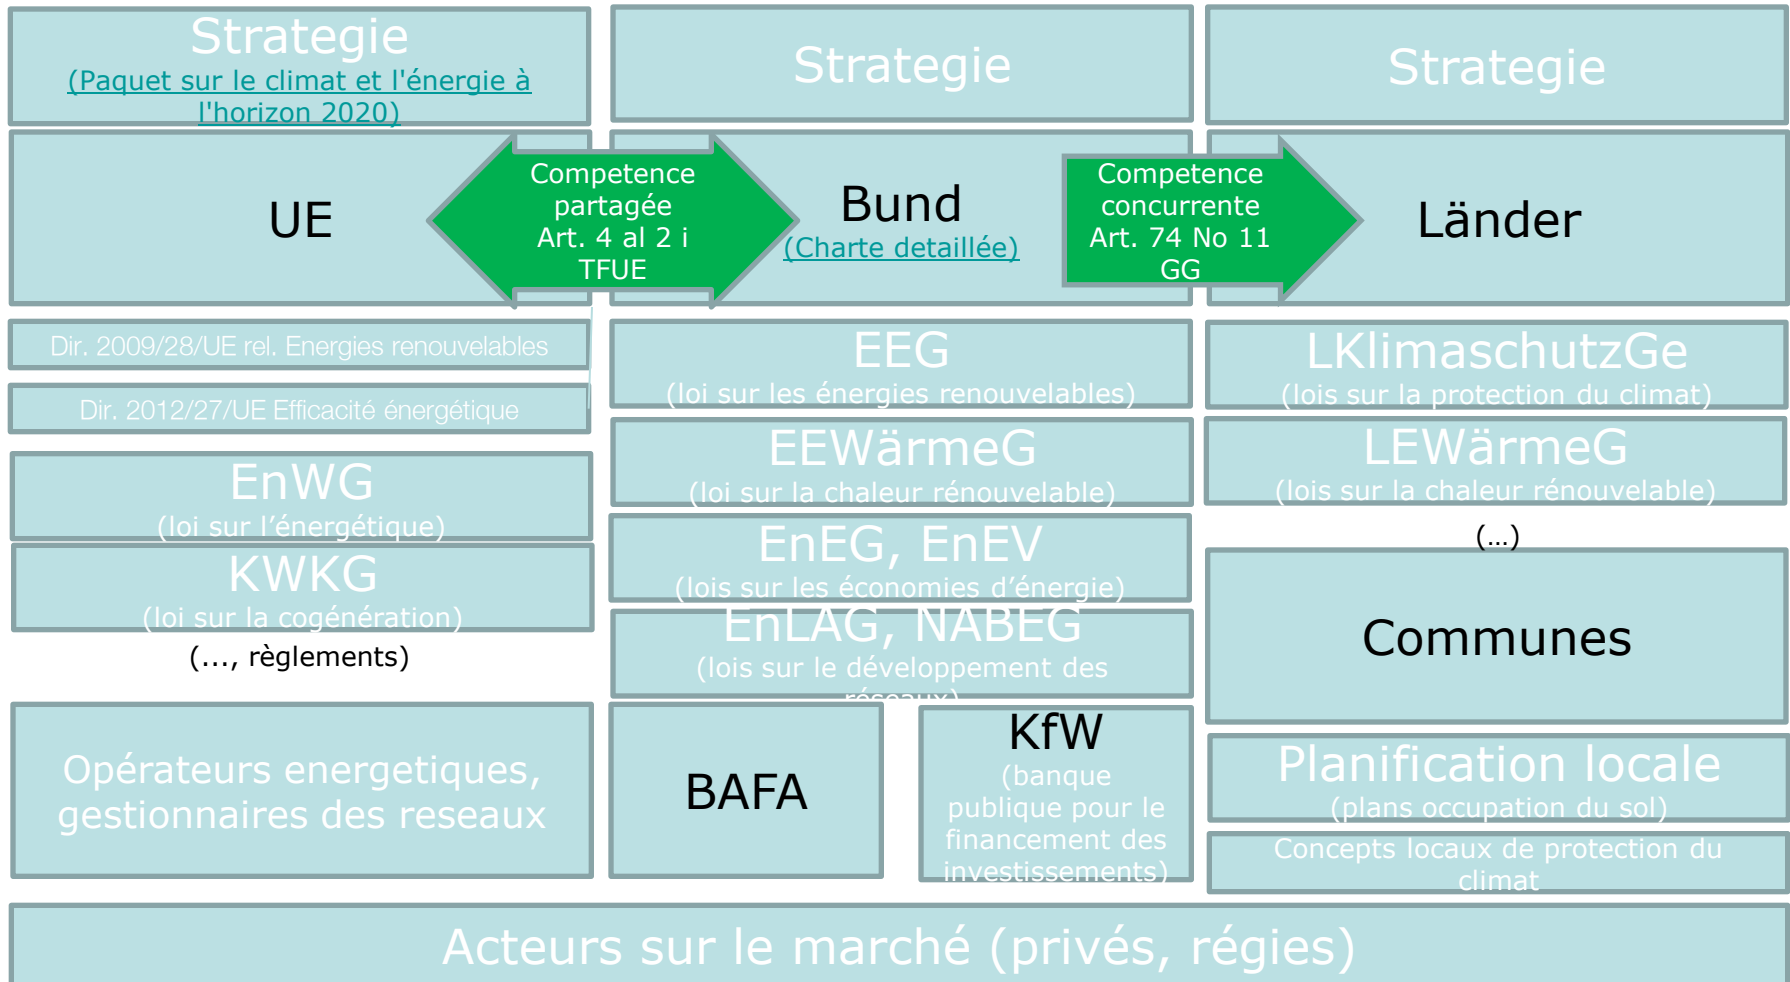 Strategie
(Paquet sur le climat et l'énergie à
l'horizon 2020)
Strategie
Strategie
UE
Competence
partagée
Art. 4 al 2 i
TFUE
Bund
(Charte detaillée)
Competence
concurrente
Art. 74 No 11
GG
Länder
Dir. 2009/28/UE rel. Energies renouvelables
Dir. 2012/27/UE Efficacité énergétique
EnWG
(loi sur l’énergétique)
KWKG
(loi sur la cogénération)
(..., règlements)
Opérateurs energetiques,
gestionnaires des reseaux
EEG
(loi sur les énergies renouvelables)
EEWärmeG
(loi sur la chaleur rénouvelable)
EnEG, EnEV
(lois sur les économies d’énergie)
EnLAG, NABEG
(lois sur le développement des
réseaux)
BAFA
KfW
(banque
publique pour le
financement des
investissements)
LKlimaschutzGe
(lois sur la protection du climat)
LEWärmeG
(lois sur la chaleur rénouvelable)
(…)
Communes
Planification locale
(plans occupation du sol)
Concepts locaux de protection du
climat
Acteurs sur le marché (privés, régies)